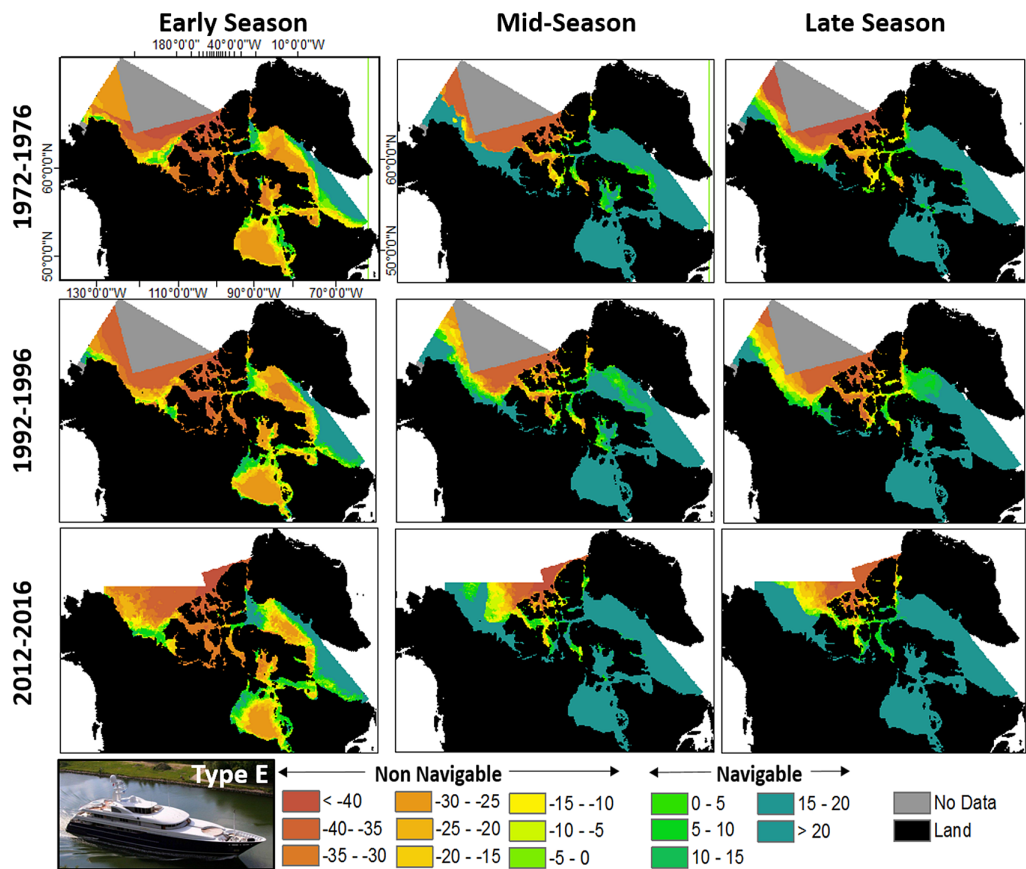 Early Season
Mid-Season
Late Season
180°0'0"
40°0'0"W
10°0'0"W
1972-1976
60°0'0"N
50°0'0"N
60°0'0"N
50°0'0"N
130°0'0"W
110°0'0"W
90°0'0"W
70°0'0"W
1992-1996
2012-2016
Type E
Non Navigable
Navigable
< -40
-30 - -25
-15 - -10
0 - 5
15 - 20
No Data
-40- -35
-25 - -20
-10 - -5
5 - 10
> 20
Land
-35 - -30
-20 - -15
-5 - 0
10 - 15